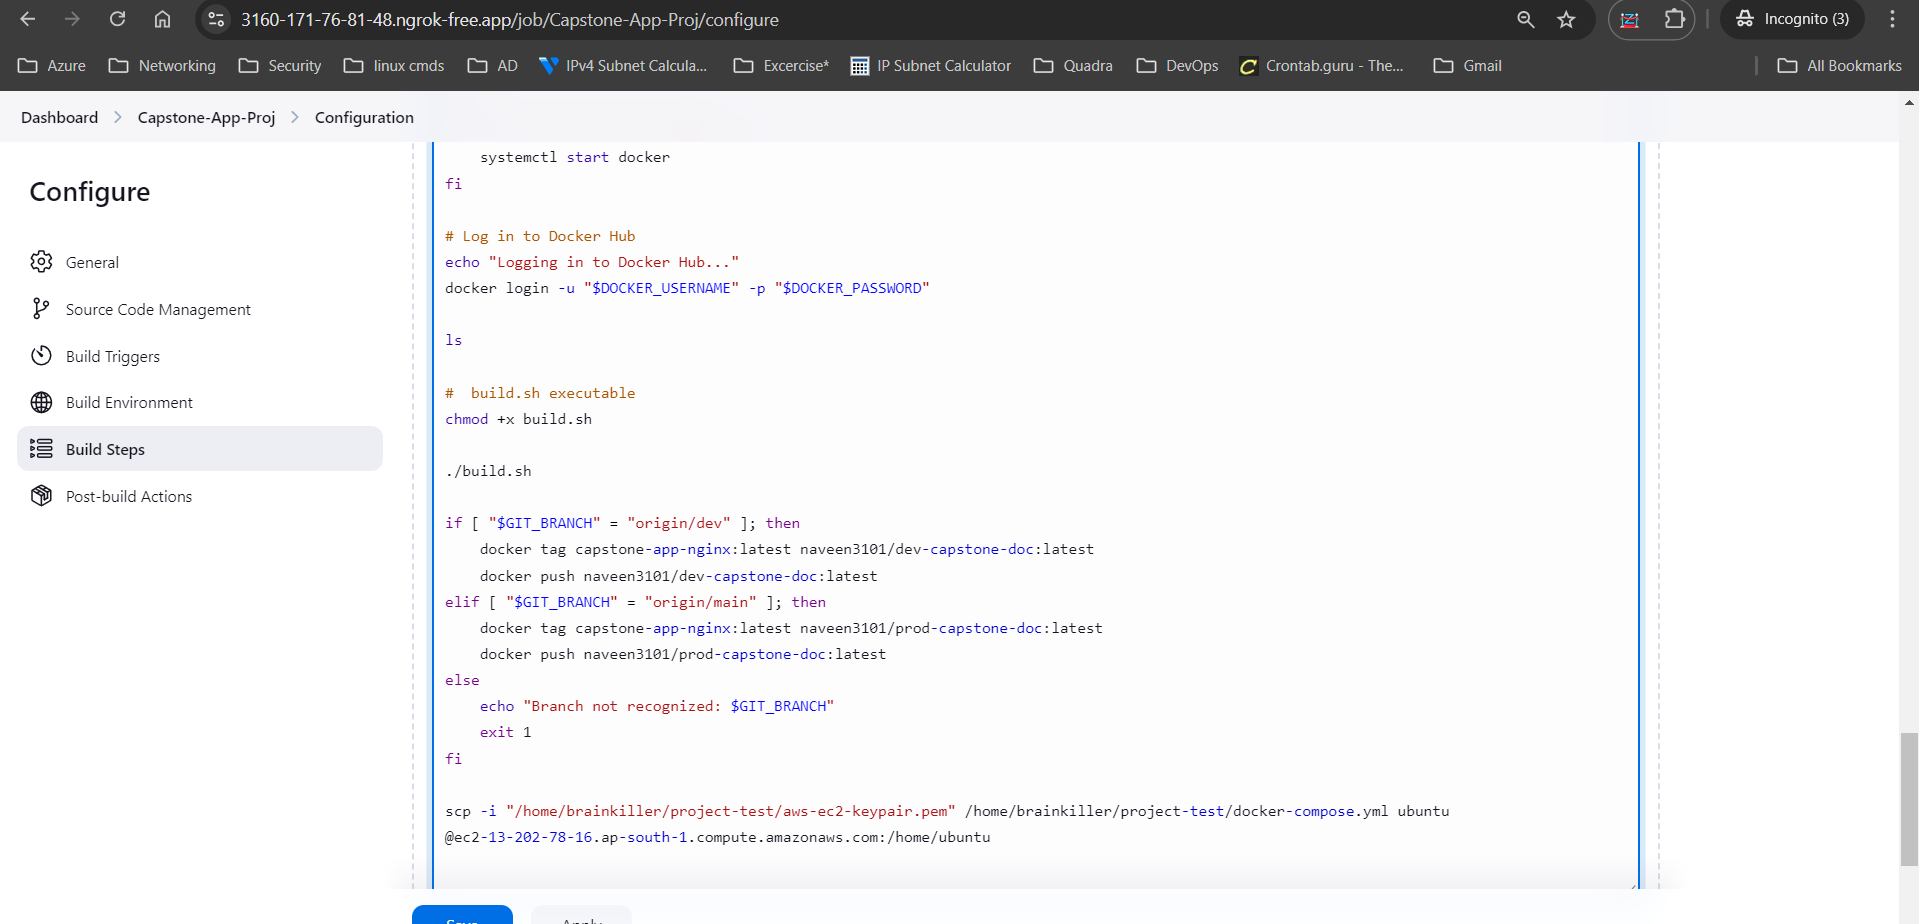 3160-171-76-81-48.ngrok-free.app/job/Capstone-App-Proj/configure
Incognito (3)
Azure
Networking
Security
linux cmds
AD
IPv4 Subnet Calcula...
Excercise*
IP Subnet Calculator
Quadra
DevOps
Crontab.guru - The...
Gmail
All Bookmarks
Dashboard > Capstone-App-Proj > Configuration
Configure
General
Source Code Management
Build Triggers
Build Environment
Build Steps
Post-build Actions
    systemctl start docker
fi
# Log in to Docker Hub
echo "Logging in to Docker Hub..."
docker login -u "$DOCKER_USERNAME" -p "$DOCKER_PASSWORD"
ls
#  build.sh executable
chmod +x build.sh
./build.sh
if [ "$GIT_BRANCH" = "origin/dev" ]; then
    docker tag capstone-app-nginx:latest naveen3101/dev-capstone-doc:latest
    docker push naveen3101/dev-capstone-doc:latest
elif [ "$GIT_BRANCH" = "origin/main" ]; then
    docker tag capstone-app-nginx:latest naveen3101/prod-capstone-doc:latest
    docker push naveen3101/prod-capstone-doc:latest
else
    echo "Branch not recognized: $GIT_BRANCH"
    exit 1
fi
scp -i "/home/brainkiller/project-test/aws-ec2-keypair.pem" /home/brainkiller/project-test/docker-compose.yml ubuntu
@ec2-13-202-78-16.ap-south-1.compute.amazonaws.com:/home/ubuntu
Save
Apply